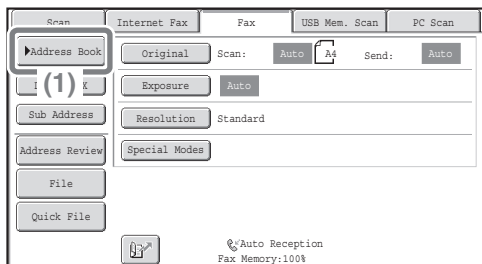 Scan Internet Fax Fax USB Mem. Scan PC Scan
Address Book Original Scan: Auto A4 Send: Auto
(1) X Exposure Auto
Sub Address Resolution Standard
Address Review Special Modes
File
Quick File
Auto Reception
Fax Memory:100%